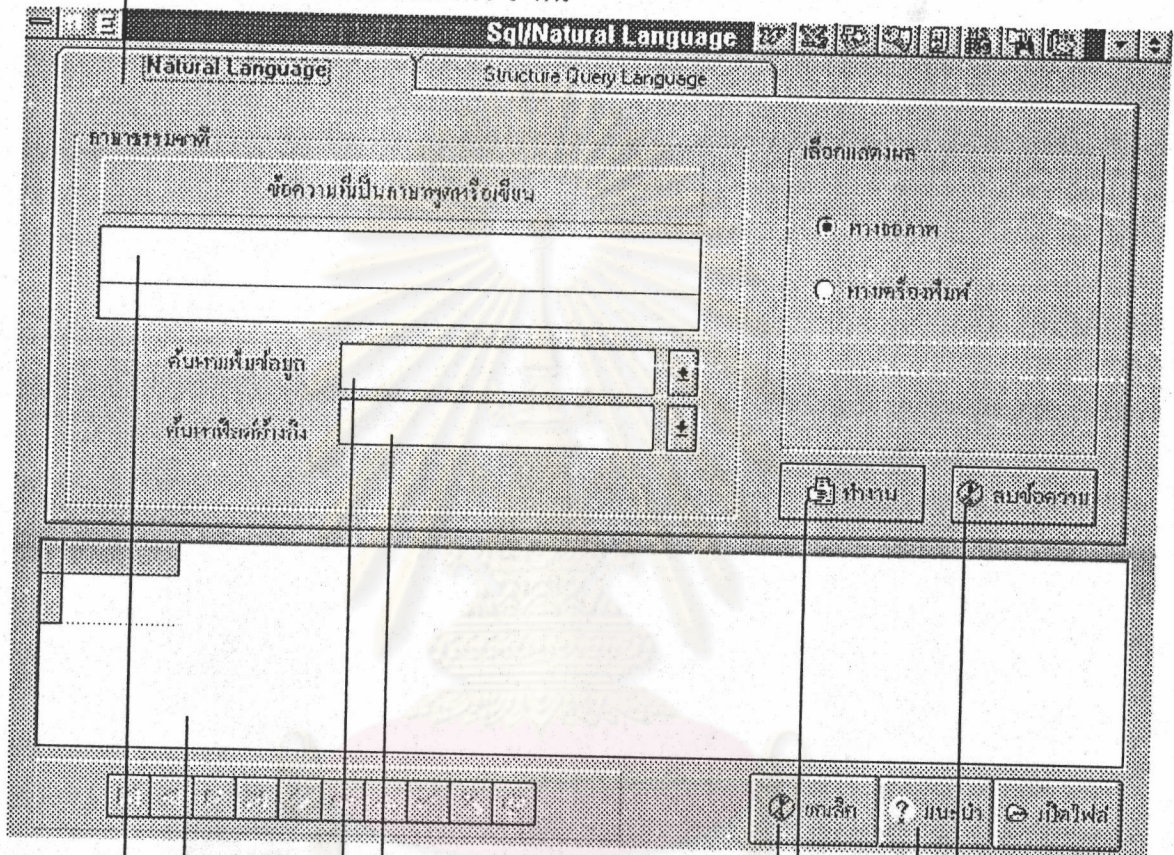 Sql/Natural Language
Natural Language
Structura Query Language
ภาษาธรรมชาติ
ข้อความที่เป็นภาษาพูดหรือเขียน
ค้นหาแฟ้มข้อมูล
ค้นหาฟิลด์อ้างถึง
เลือกแสดงผล
ทางจอภาพ
ทางเครื่องพิมพ์
ทำงาน
ลบข้อความ
ยกเลิก
แนะนำ
เปิดไฟล์